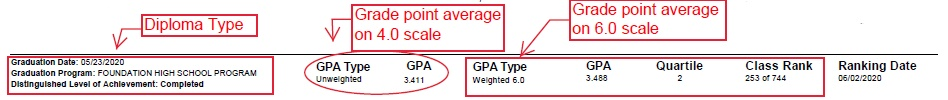 Diploma Type
Grade point average
on 4.0 scale
Grade point average
on 6.0 scale
Graduation Date: 05/23/2020
Graduation Program: FOUNDATION HIGH SCHOOL PROGRAM
Distinguished Level of Achievement: Completed
GPA Type GPA
Unweighted 3.411
GPA Type GPA Quartile Class Rank
Weighted 6.0 3.488 2 253 of 744
Ranking Date
06/02/2020